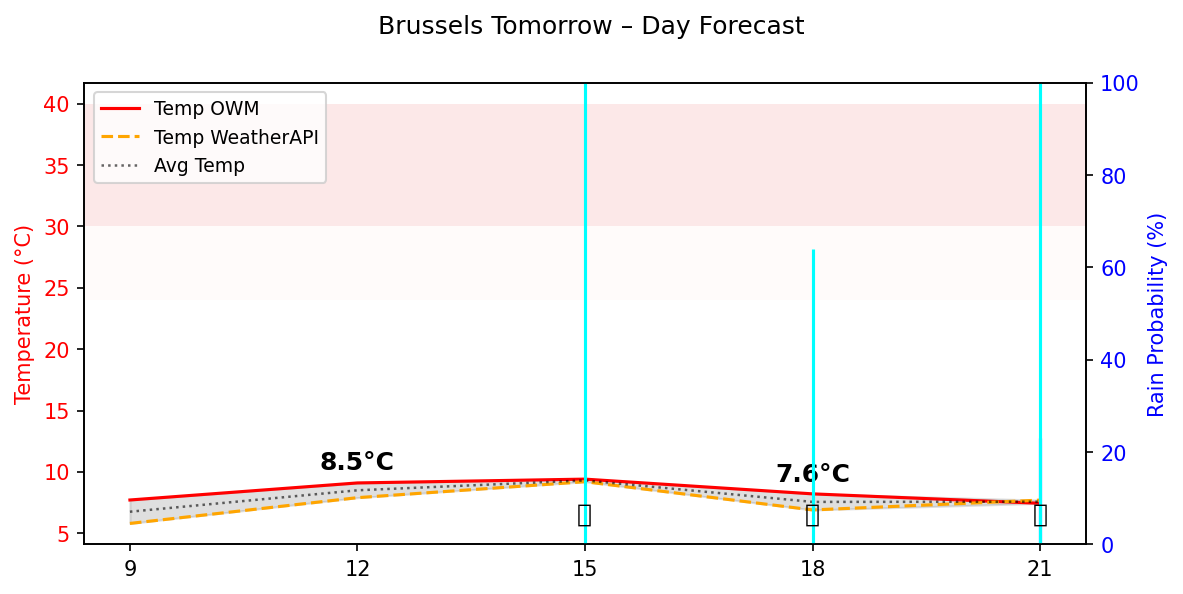 Brussels Tomorrow – Day Forecast
Temp OWM
Temp WeatherAPI
Avg Temp
Temperature (°C)
40
35
30
25
20
15
10
5
8.5°C
7.6°C
100
80
60
40
20
0
Rain Probability (%)
9 12 15 18 21